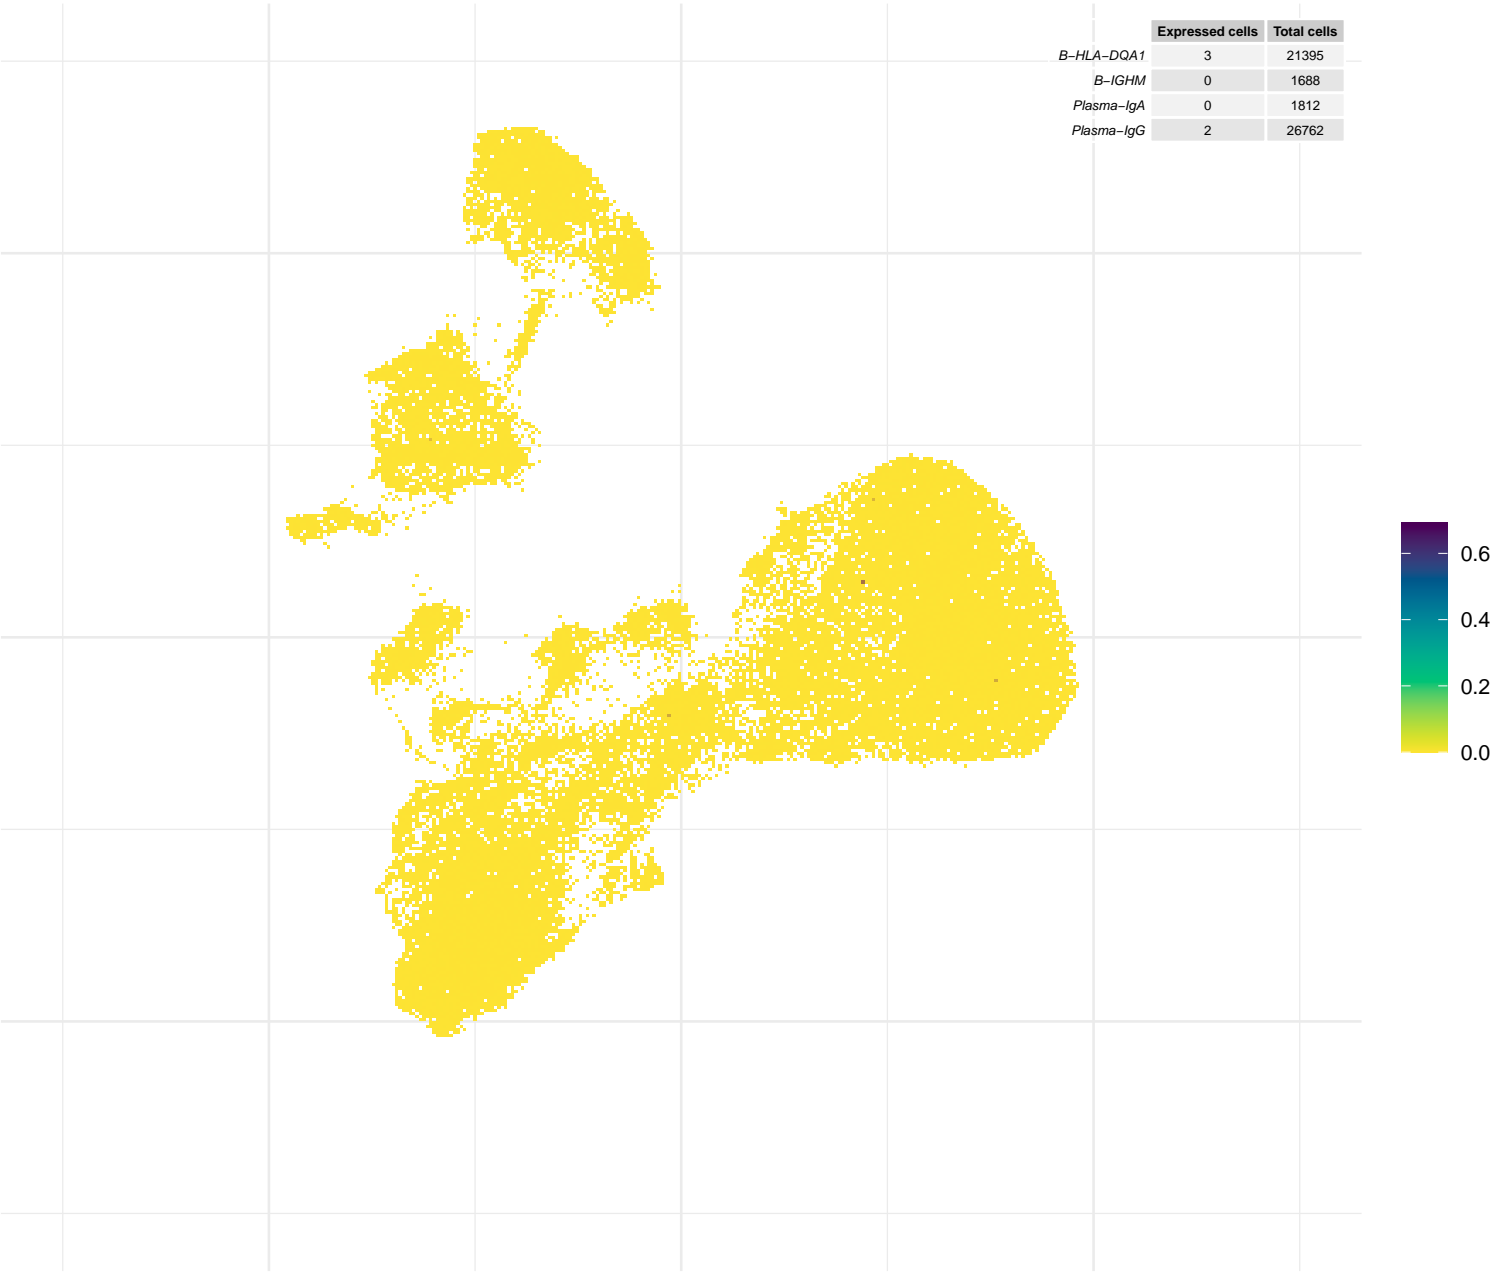 Expressed cells Total cells
B−HLA−DQA1 3 21395
B−IGHM 0 1688
Plasma−IgA 0 1812
Plasma−IgG 2 26762
0.6
0.4
0.2
0.0